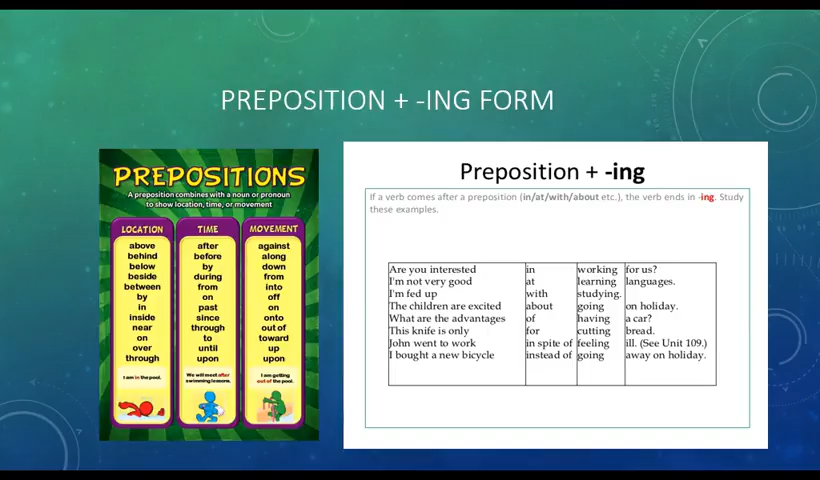 PREPOSITION + -ING FORM
PREPOSITIONS
A preposition combines with a noun or pronoun
to show location, time, or movement
LOCATION
above
behind
below
beside
between
by
in
inside
near
on
over
through
I am in the pool.
TIME
after
before
by
during
from
on
past
since
through
to
until
upon
We will meet after
swimming lessons.
MOVEMENT
against
along
down
from
into
off
on
onto
out of
toward
up
upon
I am getting
out of the pool.
Preposition + -ing
If a verb comes after a preposition (in/at/with/about etc.), the verb ends in -ing. Study
these examples.
Are you interested in working for us?
I'm not very good at learning languages.
I'm fed up with studying.
The children are excited about going on holiday.
What are the advantages of having a car?
This knife is only for cutting bread.
John went to work in spite of feeling ill. (See Unit 109.)
I bought a new bicycle instead of going away on holiday.